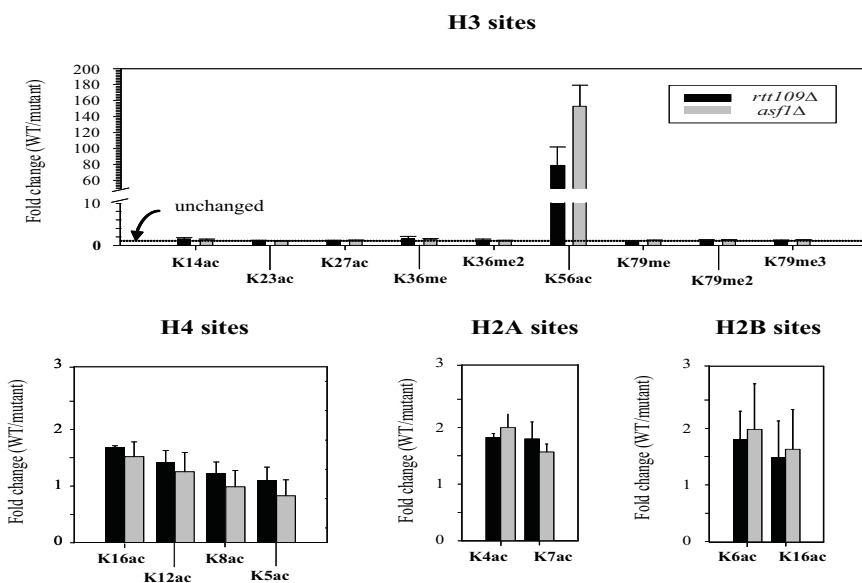 H3 sites
Fold change (WT/mutant)
200
180
160
140
120
100
80
60
10
0
unchanged
rtt109Δ
asf1Δ
K14ac
K23ac
K27ac
K36me
K36me2
K56ac
K79me
K79me2
K79me3
H4 sites
Fold change (WT/mutant)
3
2
1
0
K16ac
K12ac
K8ac
K5ac
H2A sites
Fold change (WT/mutant)
3
2
1
0
K4ac
K7ac
H2B sites
Fold change (WT/mutant)
3
2
1
0
K6ac
K16ac